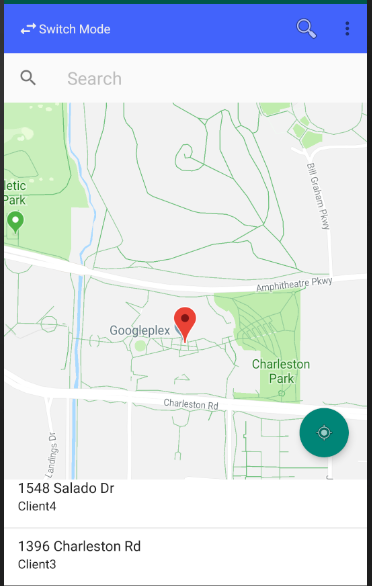 Switch Mode
Search
letic
Park
Bill Graham Pkwy
Amphitheatre Pkwy
Googleplex
Charleston
Park
Charleston Rd
Landings Dr
1548 Salado Dr
Client4
1396 Charleston Rd
Client3